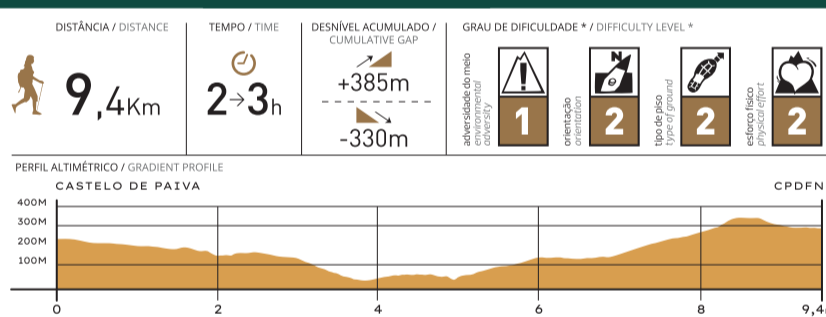 DISTÂNCIA / DISTANCE
9,4Km
TEMPO / TIME
2→3h
DESNÍVEL ACUMULADO /
CUMULATIVE GAP
+385m
-330m
GRAU DE DIFICULDADE * / DIFFICULTY LEVEL *
adversidade do meio
environmental
adversity
1
orientação
orientation
N
2
tipo de piso
type of ground
2
esforço físico
physical effort
2
PERFIL ALTIMÉTRICO / GRADIENT PROFILE
CASTELO DE PAIVA
CPDFN
400M
300M
200M
100M
0
2
4
6
8
9,4